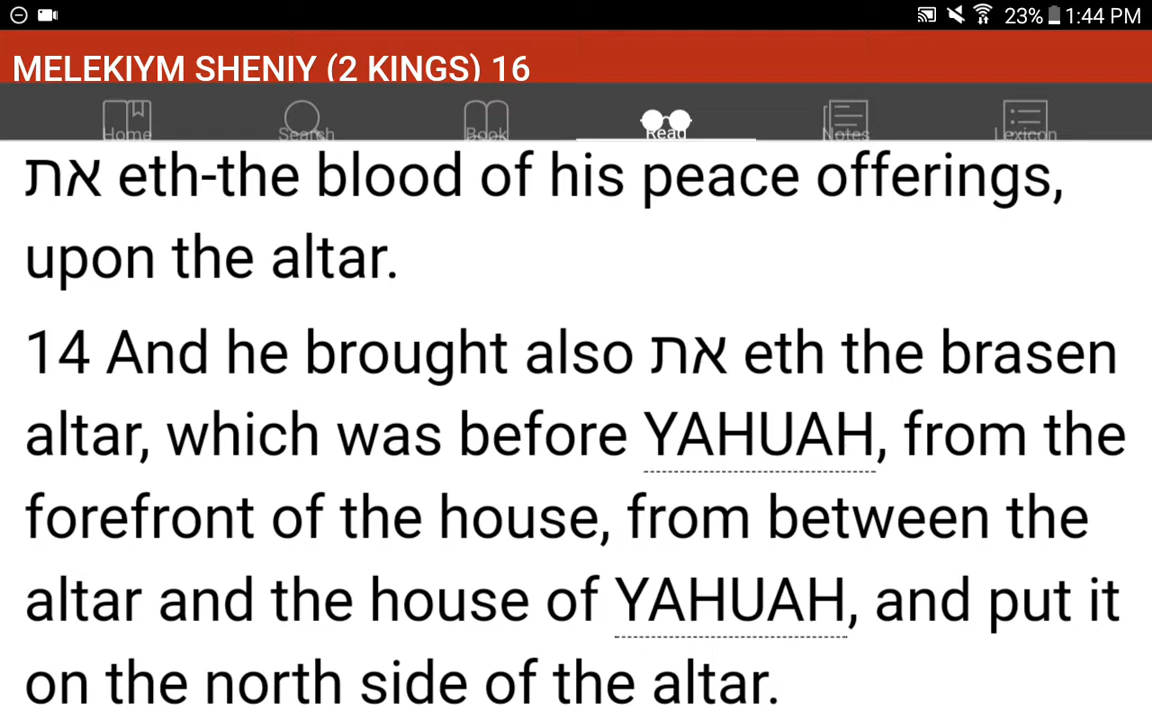 23% 1:44 PM
MELEKIYM SHENIY (2 KINGS) 16
Home Search Book Read Notes Lexicon
את eth-the blood of his peace offerings,
upon the altar.
14 And he brought also את eth the brasen
altar, which was before YAHUAH, from the
forefront of the house, from between the
altar and the house of YAHUAH, and put it
on the north side of the altar.